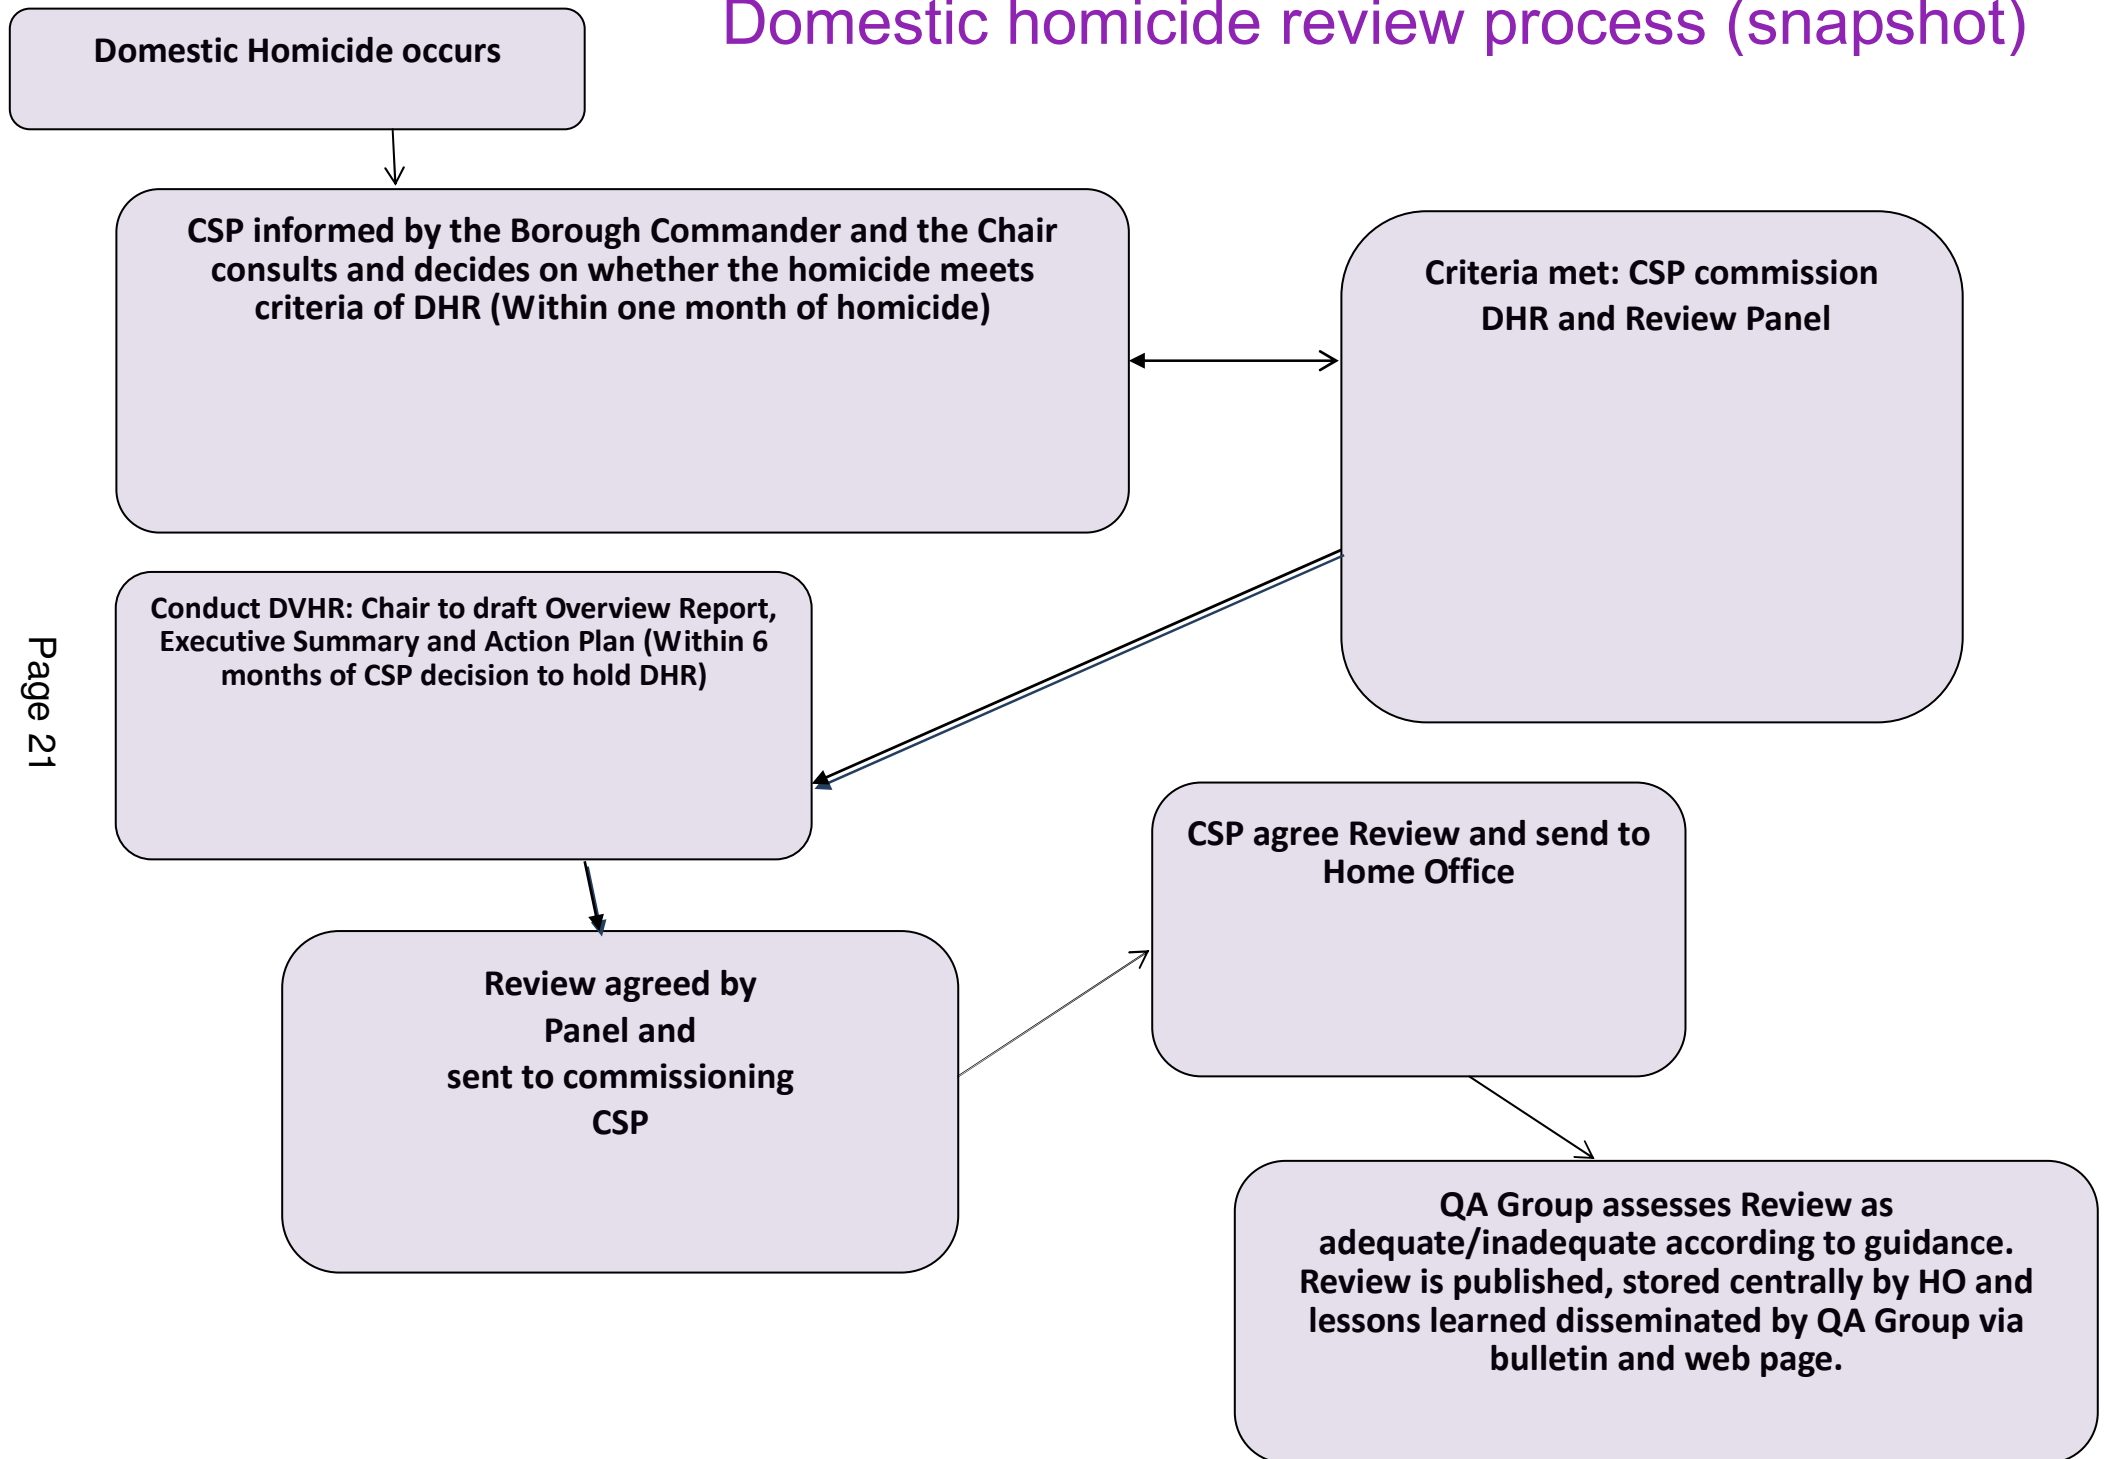 Domestic homicide review process (snapshot)
Domestic Homicide occurs
CSP informed by the Borough Commander and the Chair
consults and decides on whether the homicide meets
criteria of DHR (Within one month of homicide)
Criteria met: CSP commission
DHR and Review Panel
Conduct DVHR: Chair to draft Overview Report,
Executive Summary and Action Plan (Within 6
months of CSP decision to hold DHR)
Review agreed by
Panel and
sent to commissioning
CSP
CSP agree Review and send to
Home Office
QA Group assesses Review as
adequate/inadequate according to guidance.
Review is published, stored centrally by HO and
lessons learned disseminated by QA Group via
bulletin and web page.
Page 21